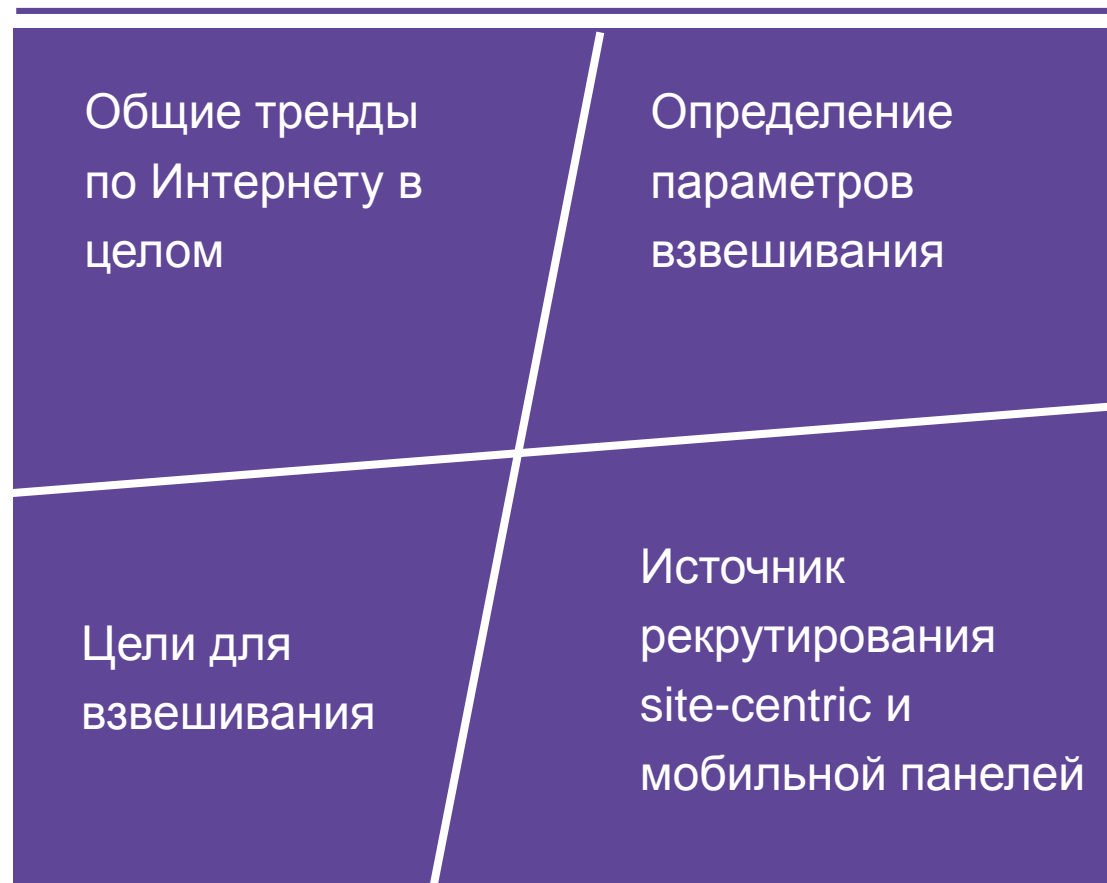 Общие тренды
по Интернету в
целом
Определение
параметров
взвешивания
Цели для
взвешивания
Источник
рекрутирования
site-centric и
мобильной панелей